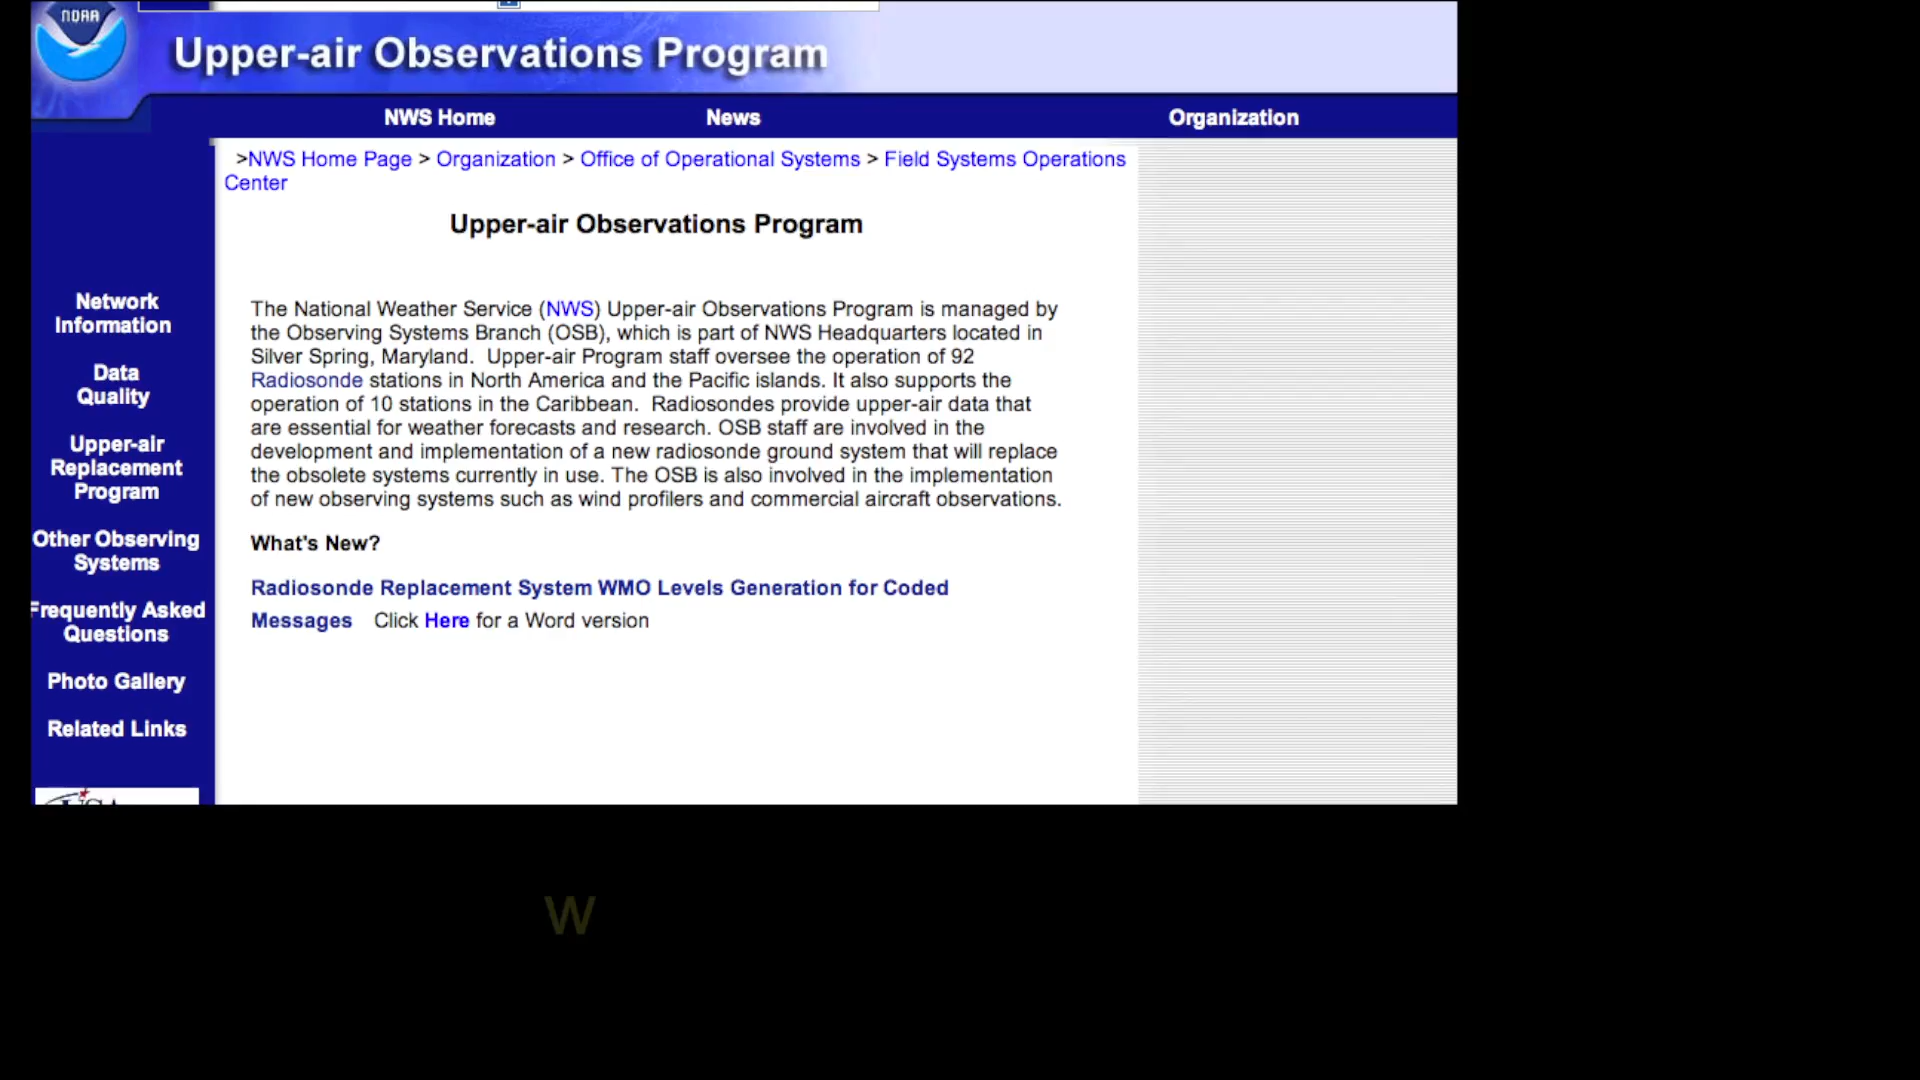 NOAA
Upper-air Observations Program
NWS Home News Organization
>NWS Home Page > Organization > Office of Operational Systems > Field Systems Operations
Center
Upper-air Observations Program
Network
Information
Data
Quality
Upper-air
Replacement
Program
Other Observing
Systems
Frequently Asked
Questions
Photo Gallery
Related Links
The National Weather Service (NWS) Upper-air Observations Program is managed by
the Observing Systems Branch (OSB), which is part of NWS Headquarters located in
Silver Spring, Maryland. Upper-air Program staff oversee the operation of 92
Radiosonde stations in North America and the Pacific islands. It also supports the
operation of 10 stations in the Caribbean. Radiosondes provide upper-air data that
are essential for weather forecasts and research. OSB staff are involved in the
development and implementation of a new radiosonde ground system that will replace
the obsolete systems currently in use. The OSB is also involved in the implementation
of new observing systems such as wind profilers and commercial aircraft observations.
What's New?
Radiosonde Replacement System WMO Levels Generation for Coded
Messages Click Here for a Word version
W